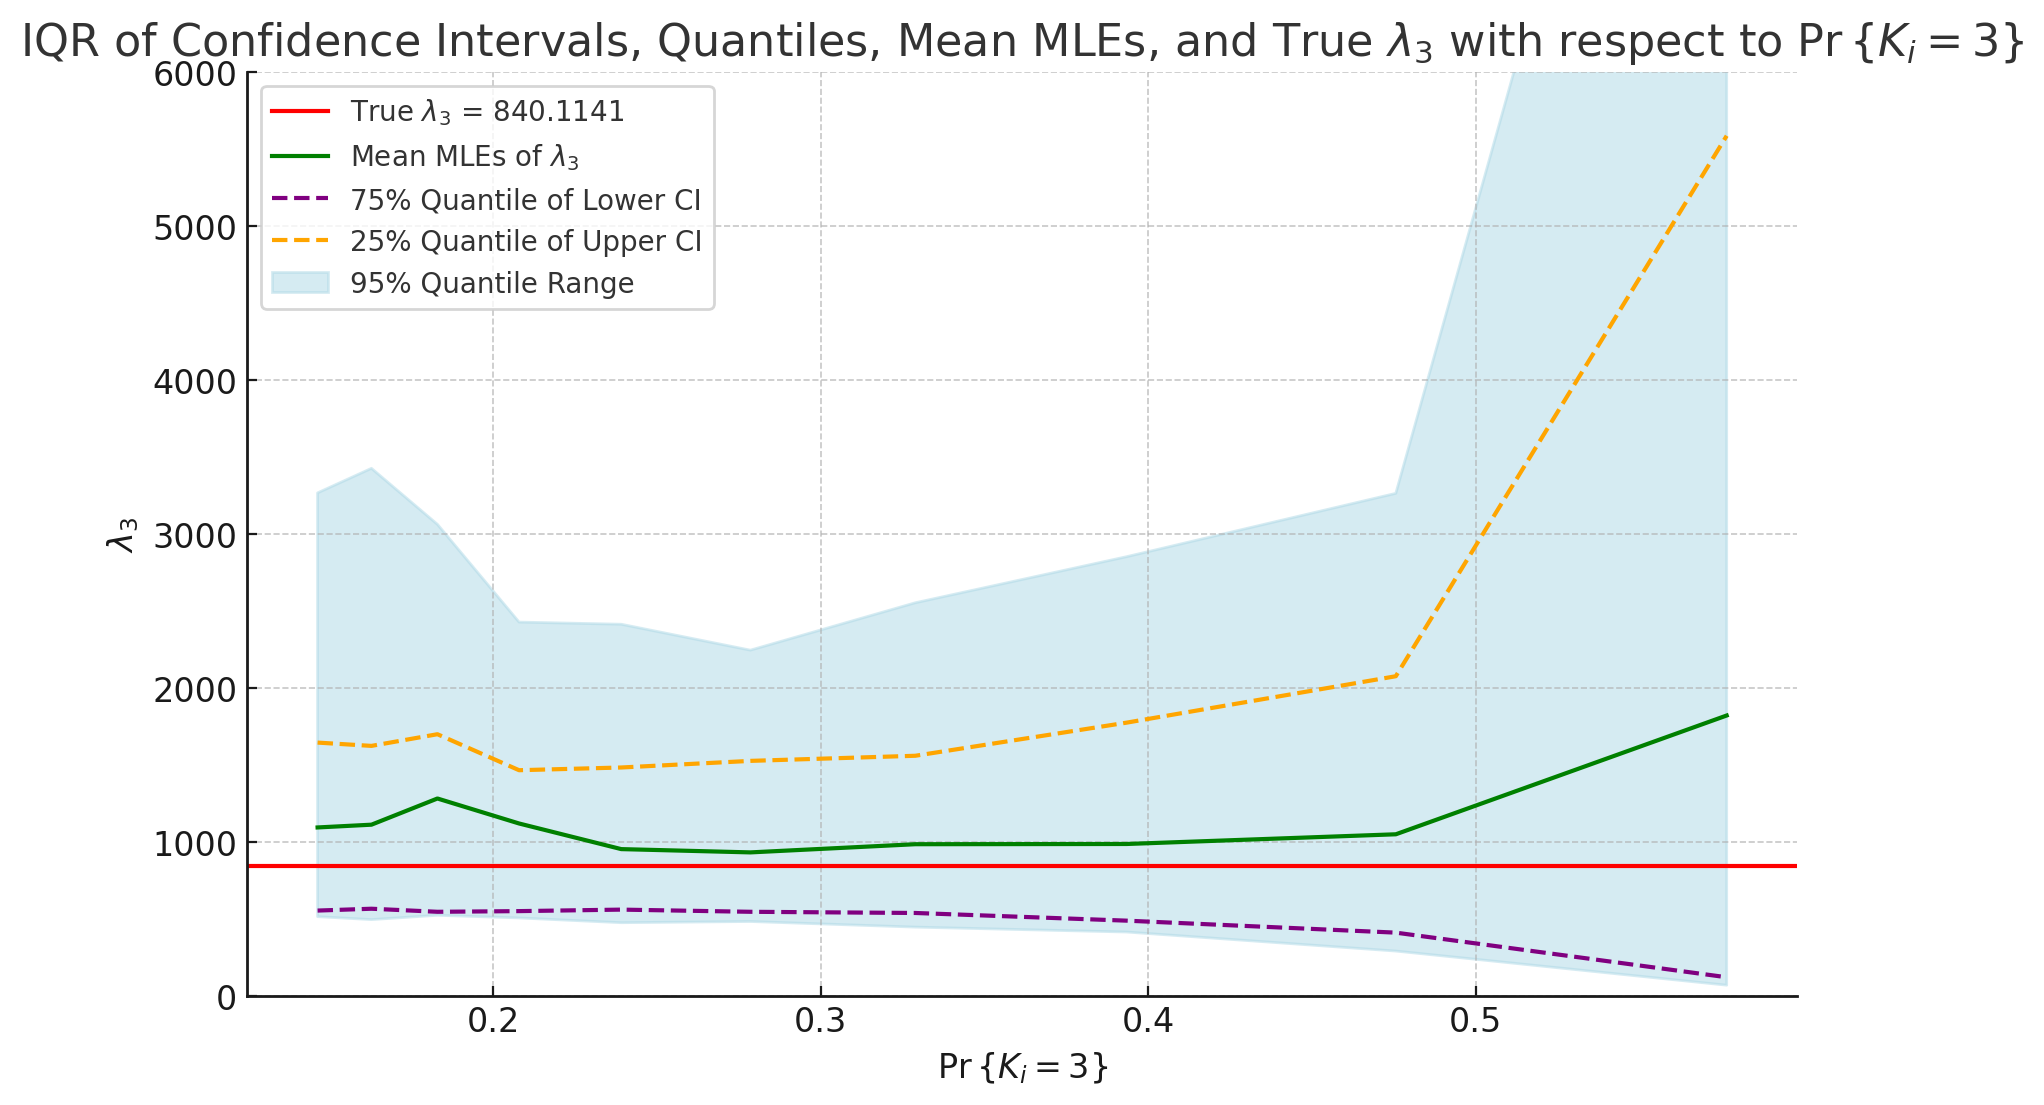 IQR of Confidence Intervals, Quantiles, Mean MLEs, and True λ₃ with respect to Pr {Kᵢ = 3}
6000
5000
4000
3000
2000
1000
0
λ₃
True λ₃ = 840.1141
Mean MLEs of λ₃
75% Quantile of Lower CI
25% Quantile of Upper CI
95% Quantile Range
0.2 0.3 0.4 0.5
Pr {Kᵢ = 3}